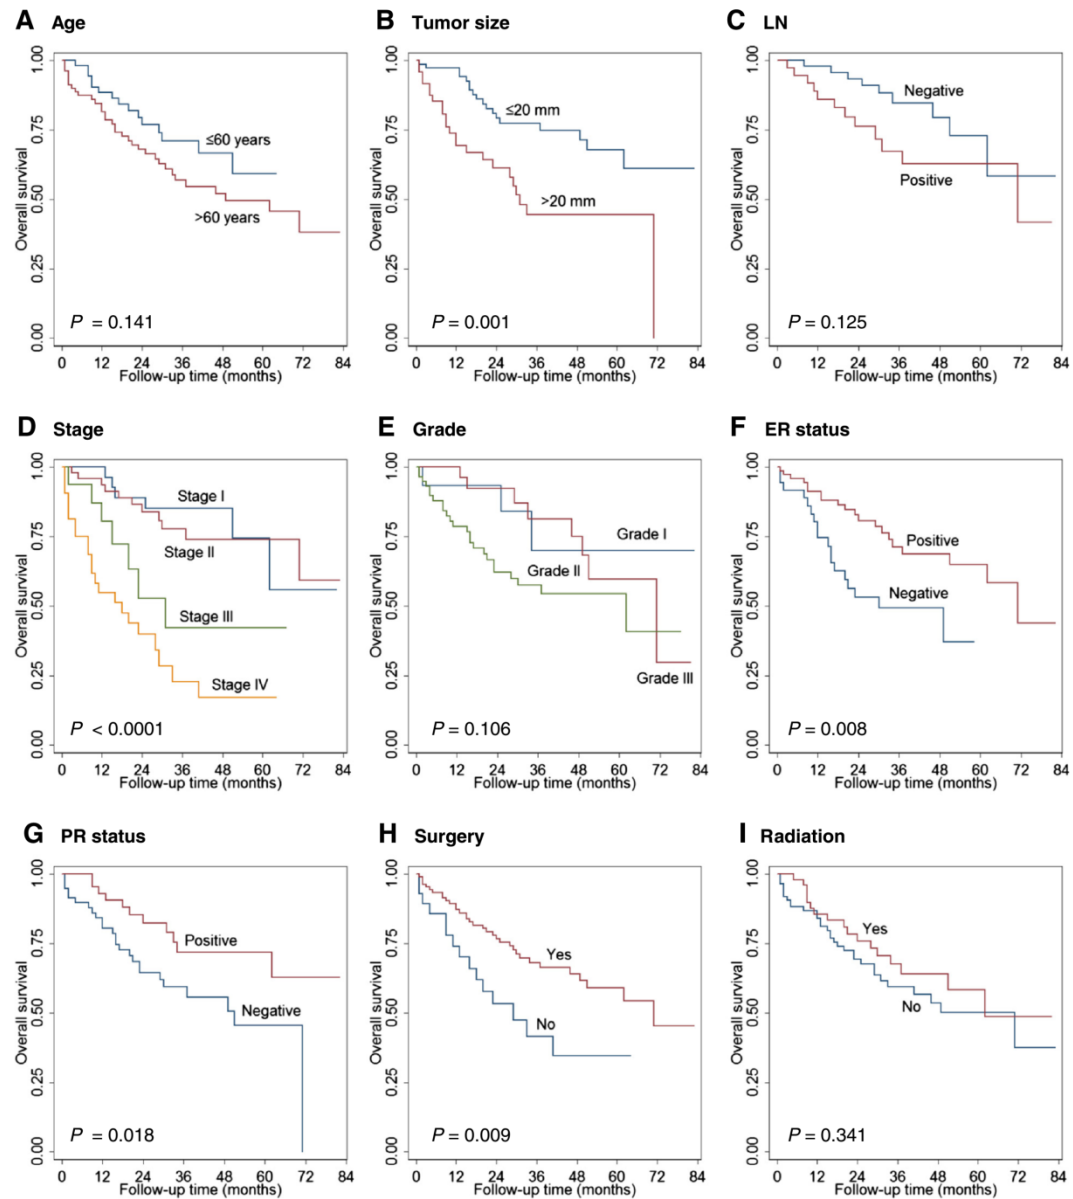 A Age
B Tumor size
C LN
Overall survival
1.00
0.75
0.50
0.25
0.00
≤60 years
>60 years
P = 0.141
0 12 24 36 48 60 72 84
Follow-up time (months)
Overall survival
1.00
0.75
0.50
0.25
0.00
≤20 mm
>20 mm
P = 0.001
0 12 24 36 48 60 72 84
Follow-up time (months)
Overall survival
1.00
0.75
0.50
0.25
0.00
Negative
Positive
P = 0.125
0 12 24 36 48 60 72 84
Follow-up time (months)
D Stage
E Grade
F ER status
Overall survival
1.00
0.75
0.50
0.25
0.00
Stage I
Stage II
Stage III
Stage IV
P < 0.0001
0 12 24 36 48 60 72 84
Follow-up time (months)
Overall survival
1.00
0.75
0.50
0.25
0.00
Grade I
Grade II
Grade III
P = 0.106
0 12 24 36 48 60 72 84
Follow-up time (months)
Overall survival
1.00
0.75
0.50
0.25
0.00
Positive
Negative
P = 0.008
0 12 24 36 48 60 72 84
Follow-up time (months)
G PR status
H Surgery
I Radiation
Overall survival
1.00
0.75
0.50
0.25
0.00
Positive
Negative
P = 0.018
0 12 24 36 48 60 72 84
Follow-up time (months)
Overall survival
1.00
0.75
0.50
0.25
0.00
Yes
No
P = 0.009
0 12 24 36 48 60 72 84
Follow-up time (months)
Overall survival
1.00
0.75
0.50
0.25
0.00
Yes
No
P = 0.341
0 12 24 36 48 60 72 84
Follow-up time (months)